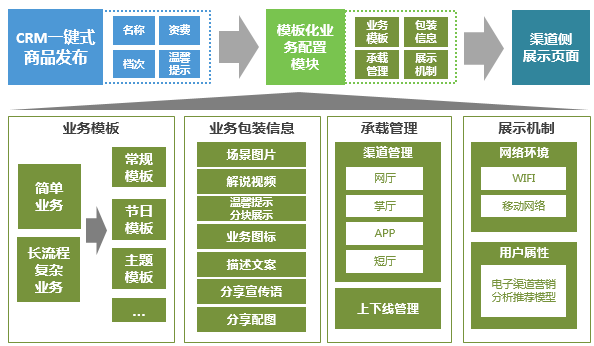 CRM一键式
商品发布
名称
资费
档次
温馨
提示
模板化业
务配置
模块
业务
模板
包装
信息
承载
管理
展示
机制
渠道侧
展示页面
业务模板
简单
业务
长流程
复杂
业务
常规
模板
节日
模板
主题
模板
...
业务包装信息
场景图片
解说视频
温馨提示
分块展示
业务图标
描述文案
分享宣传语
分享配图
承载管理
渠道管理
网厅
掌厅
APP
短厅
上下线管理
展示机制
网络环境
WIFI
移动网络
用户属性
电子渠道营销
分析推荐模型